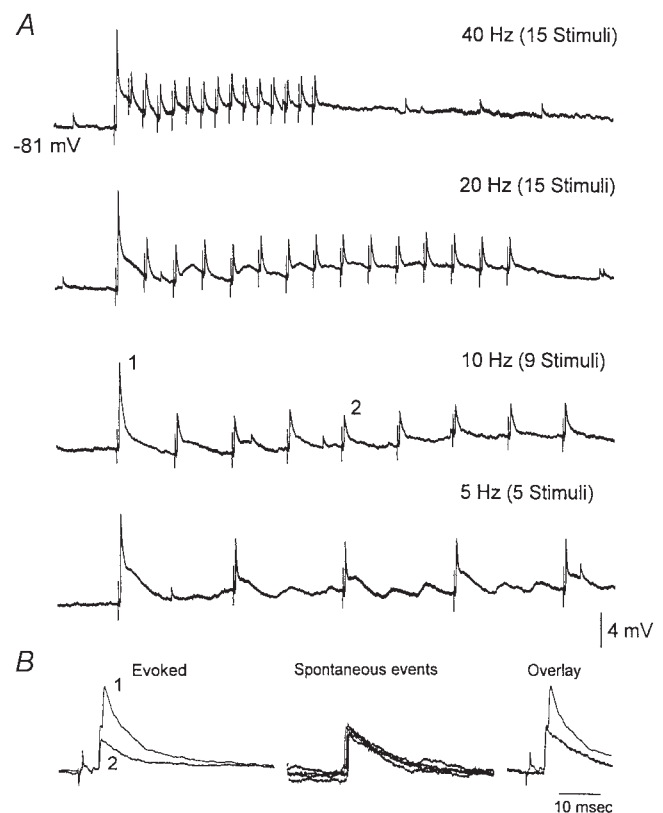 A
40 Hz (15 Stimuli)
-81 mV
20 Hz (15 Stimuli)
1
10 Hz (9 Stimuli)
2
5 Hz (5 Stimuli)
4 mV
B
Evoked
Spontaneous events
Overlay
1
2
10 msec